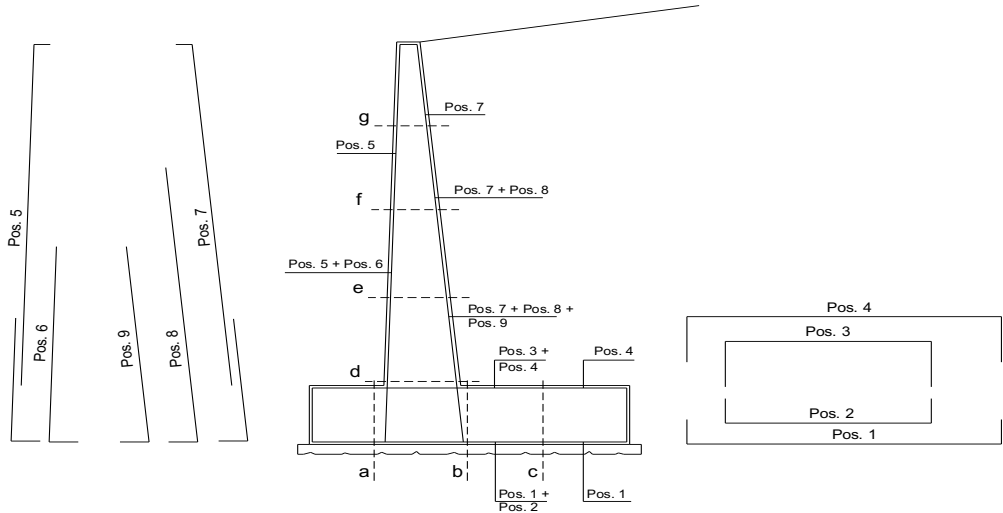 Pos. 5
Pos. 6
Pos. 9
Pos. 8
Pos. 7
g
Pos. 7
Pos. 5
f
Pos. 7 + Pos. 8
Pos. 5 + Pos. 6
e
Pos. 7 + Pos. 8 +
Pos. 9
d
Pos. 3 +
Pos. 4
Pos. 4
a
b
c
Pos. 1 +
Pos. 2
Pos. 1
Pos. 4
Pos. 3
Pos. 2
Pos. 1